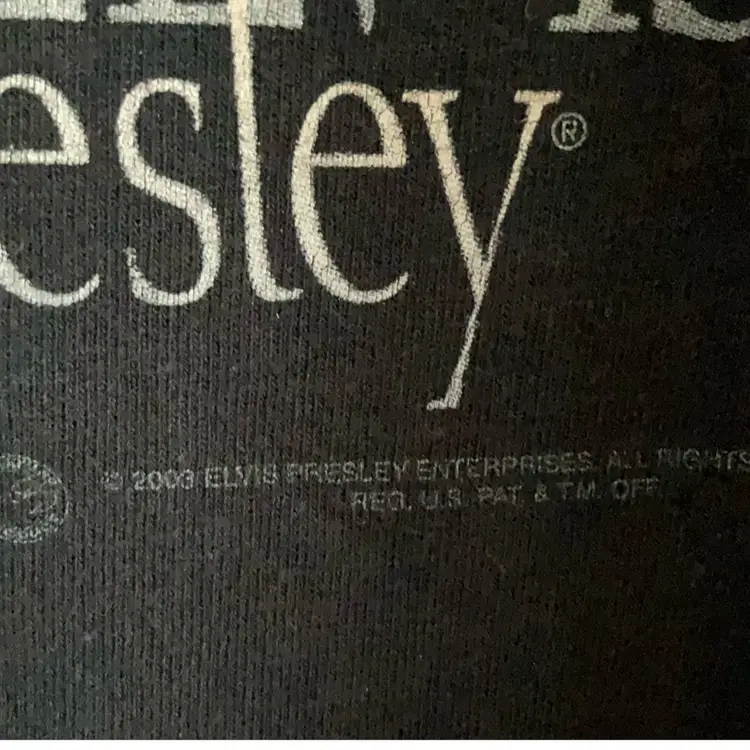 esley®
© 2003 ELVIS PRESLEY ENTERPRISES. ALL RIGHTS
REG. U.S. PAT. & T.M. OFF.